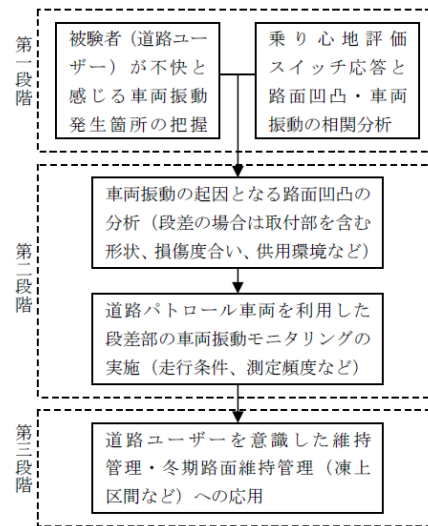 第一段階
被験者（道路ユー
ザー）が不快と
感じる車両振動
発生箇所の把握
乗り心地評価
スイッチ応答と
路面凹凸・車両
振動の相関分析
第二段階
車両振動の起因となる路面凹凸の
分析（段差の場合は取付部を含む
形状、損傷度合い、供用環境など）
道路パトロール車両を利用した
段差部の車両振動モニタリングの
実施（走行条件、測定頻度など）
第三段階
道路ユーザーを意識した維持
管理・冬期路面維持管理（凍上
区間など）への応用